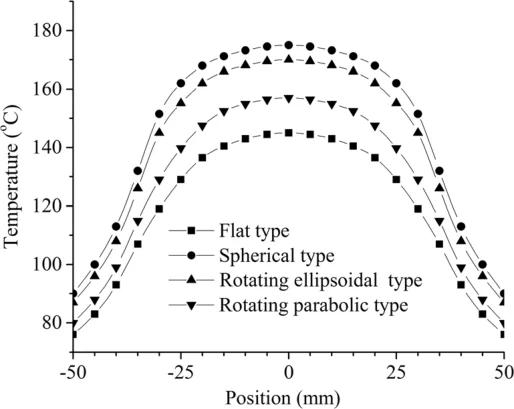 180
160
140
120
100
80
Temperature (°C)
Flat type
Spherical type
Rotating ellipsoidal type
Rotating parabolic type
-50 -25 0 25 50
Position (mm)